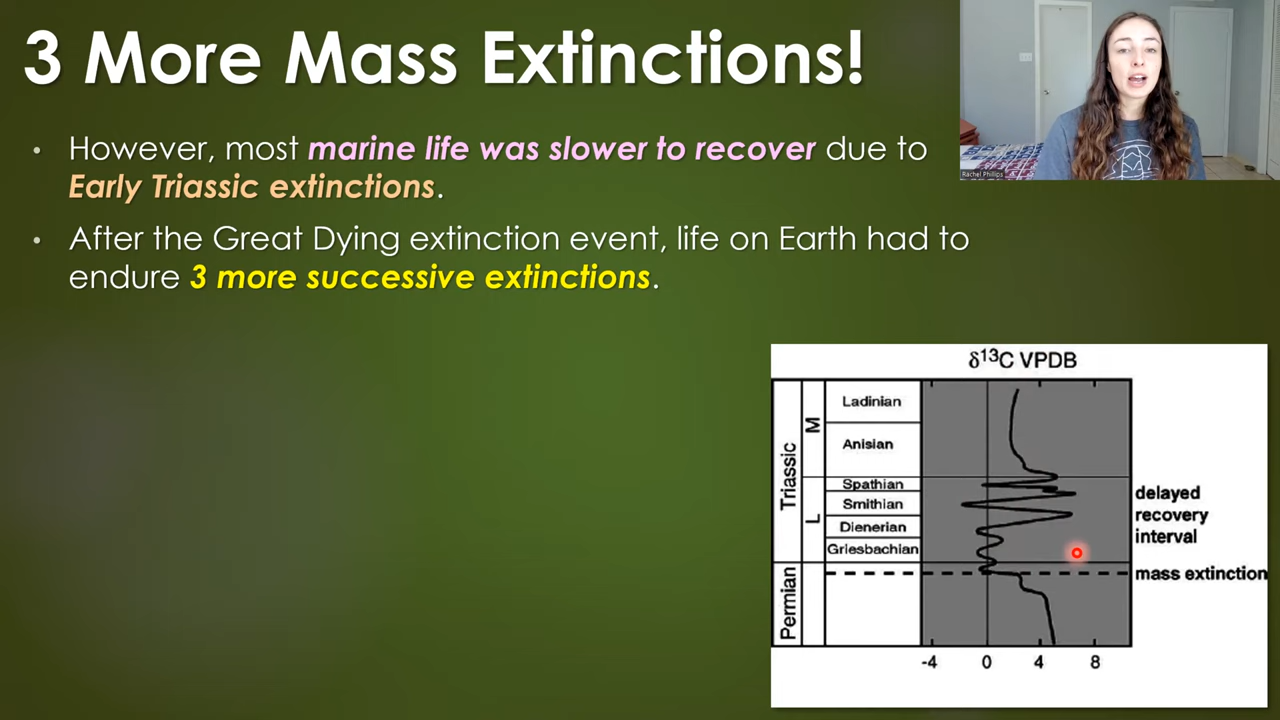 3 More Mass Extinctions!
Rachel Phillips
• However, most marine life was slower to recover due to
Early Triassic extinctions.
• After the Great Dying extinction event, life on Earth had to
endure 3 more successive extinctions.
δ¹³C VPDB
Triassic
M
Ladinian
Anisian
L
Spathian
Smithian
Dienerian
Griesbachian
delayed
recovery
interval
mass extinction
Permian
-4 0 4 8